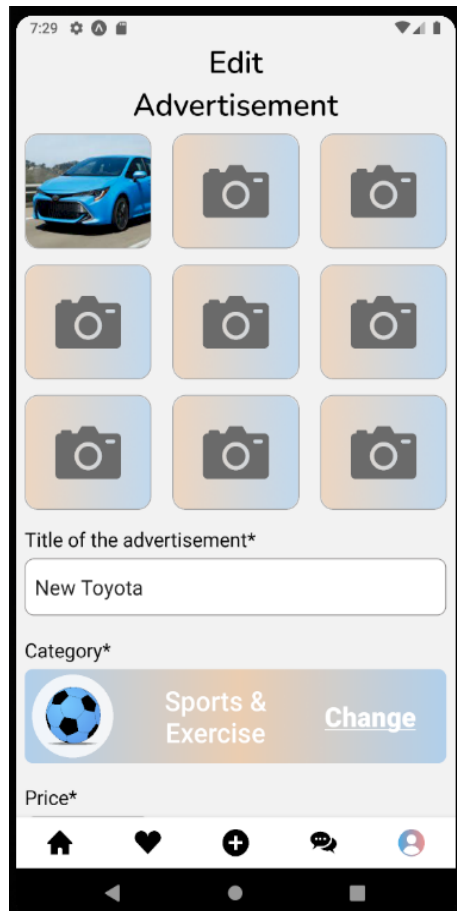 7:29
Edit
Advertisement
Title of the advertisement*
New Toyota
Category*
Sports &
Exercise
Change
Price*